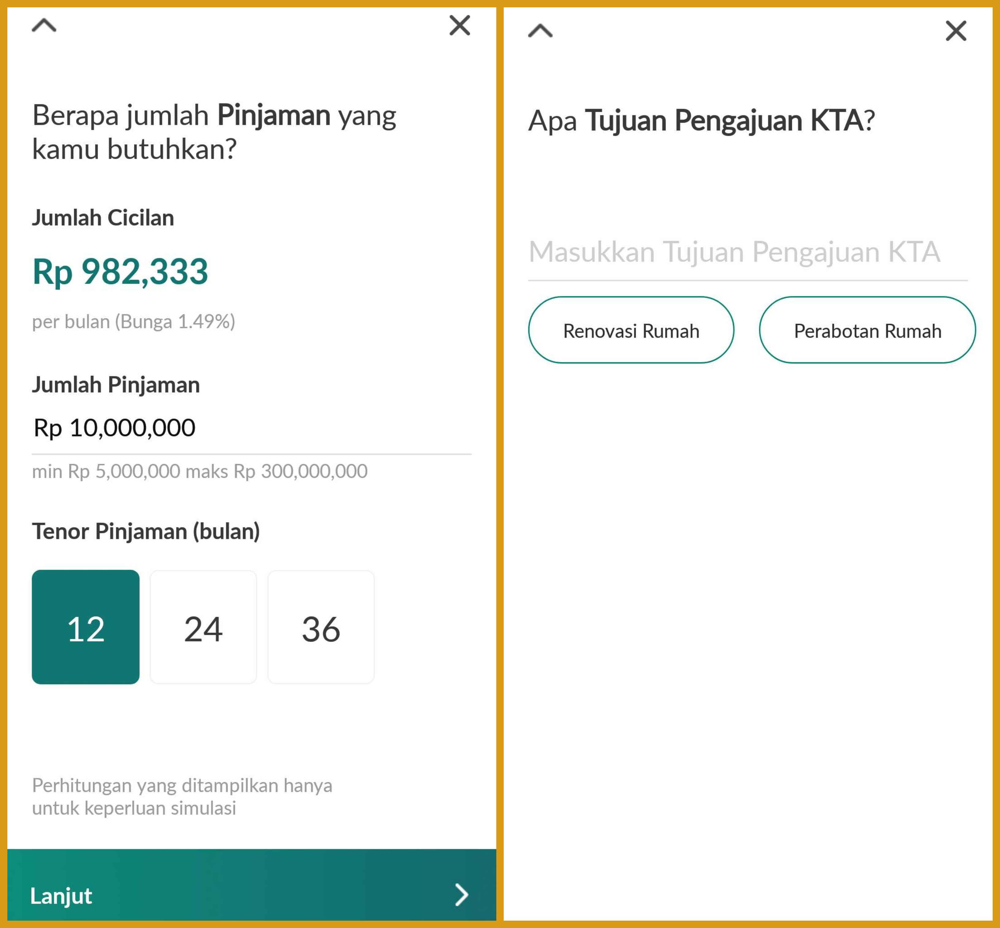 Berapa jumlah Pinjaman yang
kamu butuhkan?
Jumlah Cicilan
Rp 982,333
per bulan (Bunga 1.49%)
Jumlah Pinjaman
Rp 10,000,000
min Rp 5,000,000 maks Rp 300,000,000
Tenor Pinjaman (bulan)
12 24 36
Perhitungan yang ditampilkan hanya
untuk keperluan simulasi
Lanjut
Apa Tujuan Pengajuan KTA?
Masukkan Tujuan Pengajuan KTA
Renovasi Rumah Perabotan Rumah